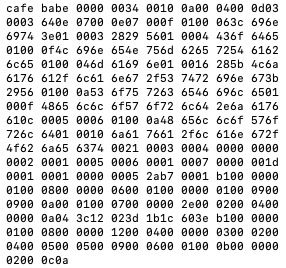 cafe babe 0000 0034 0010 0a00 0400 0d03
0003 640e 0700 0e07 000f 0100 063c 696e
6974 3e01 0003 2829 5601 0004 436f 6465
0100 0f4c 696e 654e 756d 6265 7254 6162
6c65 0100 046d 6169 6e01 0016 285b 4c6a
6176 612f 6c61 6e67 2f53 7472 696e 673b
2956 0100 0a53 6f75 7263 6546 696c 6501
000f 4865 6c6c 6f57 6f72 6c64 2e6a 6176
610c 0005 0006 0100 0a48 656c 6c6f 576f
726c 6401 0010 6a61 7661 2f6c 616e 672f
4f62 6a65 6374 0021 0003 0004 0000 0000
0002 0001 0005 0006 0001 0007 0000 001d
0001 0001 0000 0005 2ab7 0001 b100 0000
0100 0800 0000 0600 0100 0000 0100 0900
0900 0a00 0100 0700 0000 2e00 0200 0400
0000 0a04 3c12 023d 1b1c 603e b100 0000
0100 0800 0000 1200 0400 0000 0300 0200
0400 0500 0500 0900 0600 0100 0b00 0000
0200 0c0a